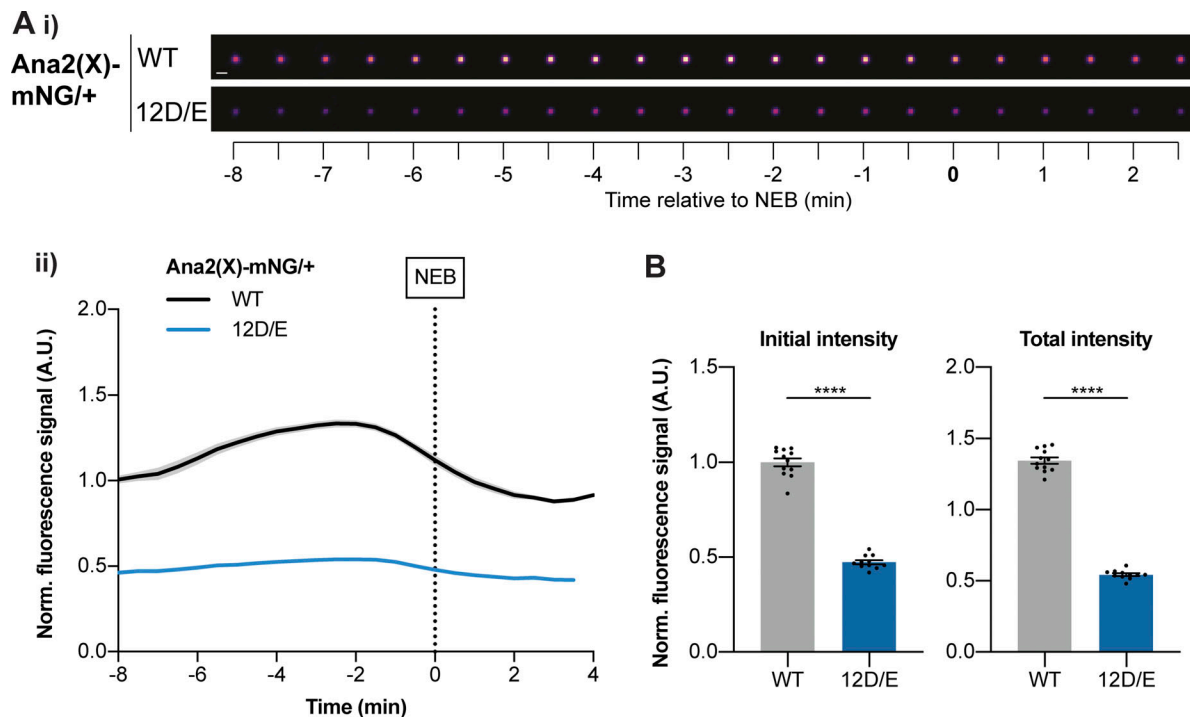 A i)
Ana2(X)-
mNG/+
WT
12D/E
-8 -7 -6 -5 -4 -3 -2 -1 0 1 2
Time relative to NEB (min)
ii)
Ana2(X)-mNG/+
WT
12D/E
NEB
Norm. fluorescence signal (A.U.)
2.0
1.5
1.0
0.5
0.0
-8 -6 -4 -2 0 2 4
Time (min)
B
Initial intensity
Norm. fluorescence signal (A.U.)
1.5
1.0
0.5
0.0
****
WT 12D/E
Total intensity
2.0
1.5
1.0
0.5
0.0
****
WT 12D/E